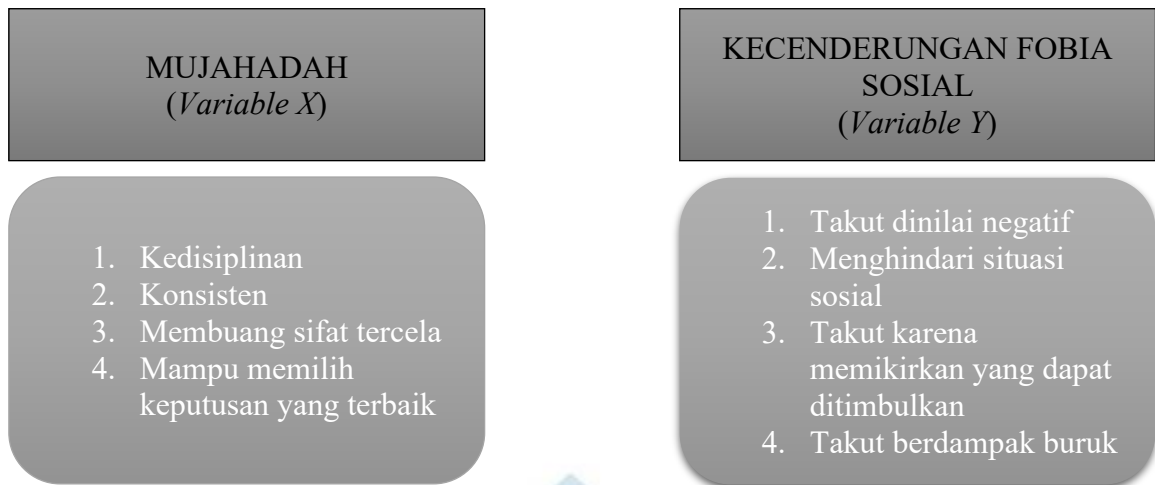 MUJAHADAH
(Variable X)
1. Kedisiplinan
2. Konsisten
3. Membuang sifat tercela
4. Mampu memilih
keputusan yang terbaik
KECENDERUNGAN FOBIA
SOSIAL
(Variable Y)
1. Takut dinilai negatif
2. Menghindari situasi
sosial
3. Takut karena
memikirkan yang dapat
ditimbulkan
4. Takut berdampak buruk